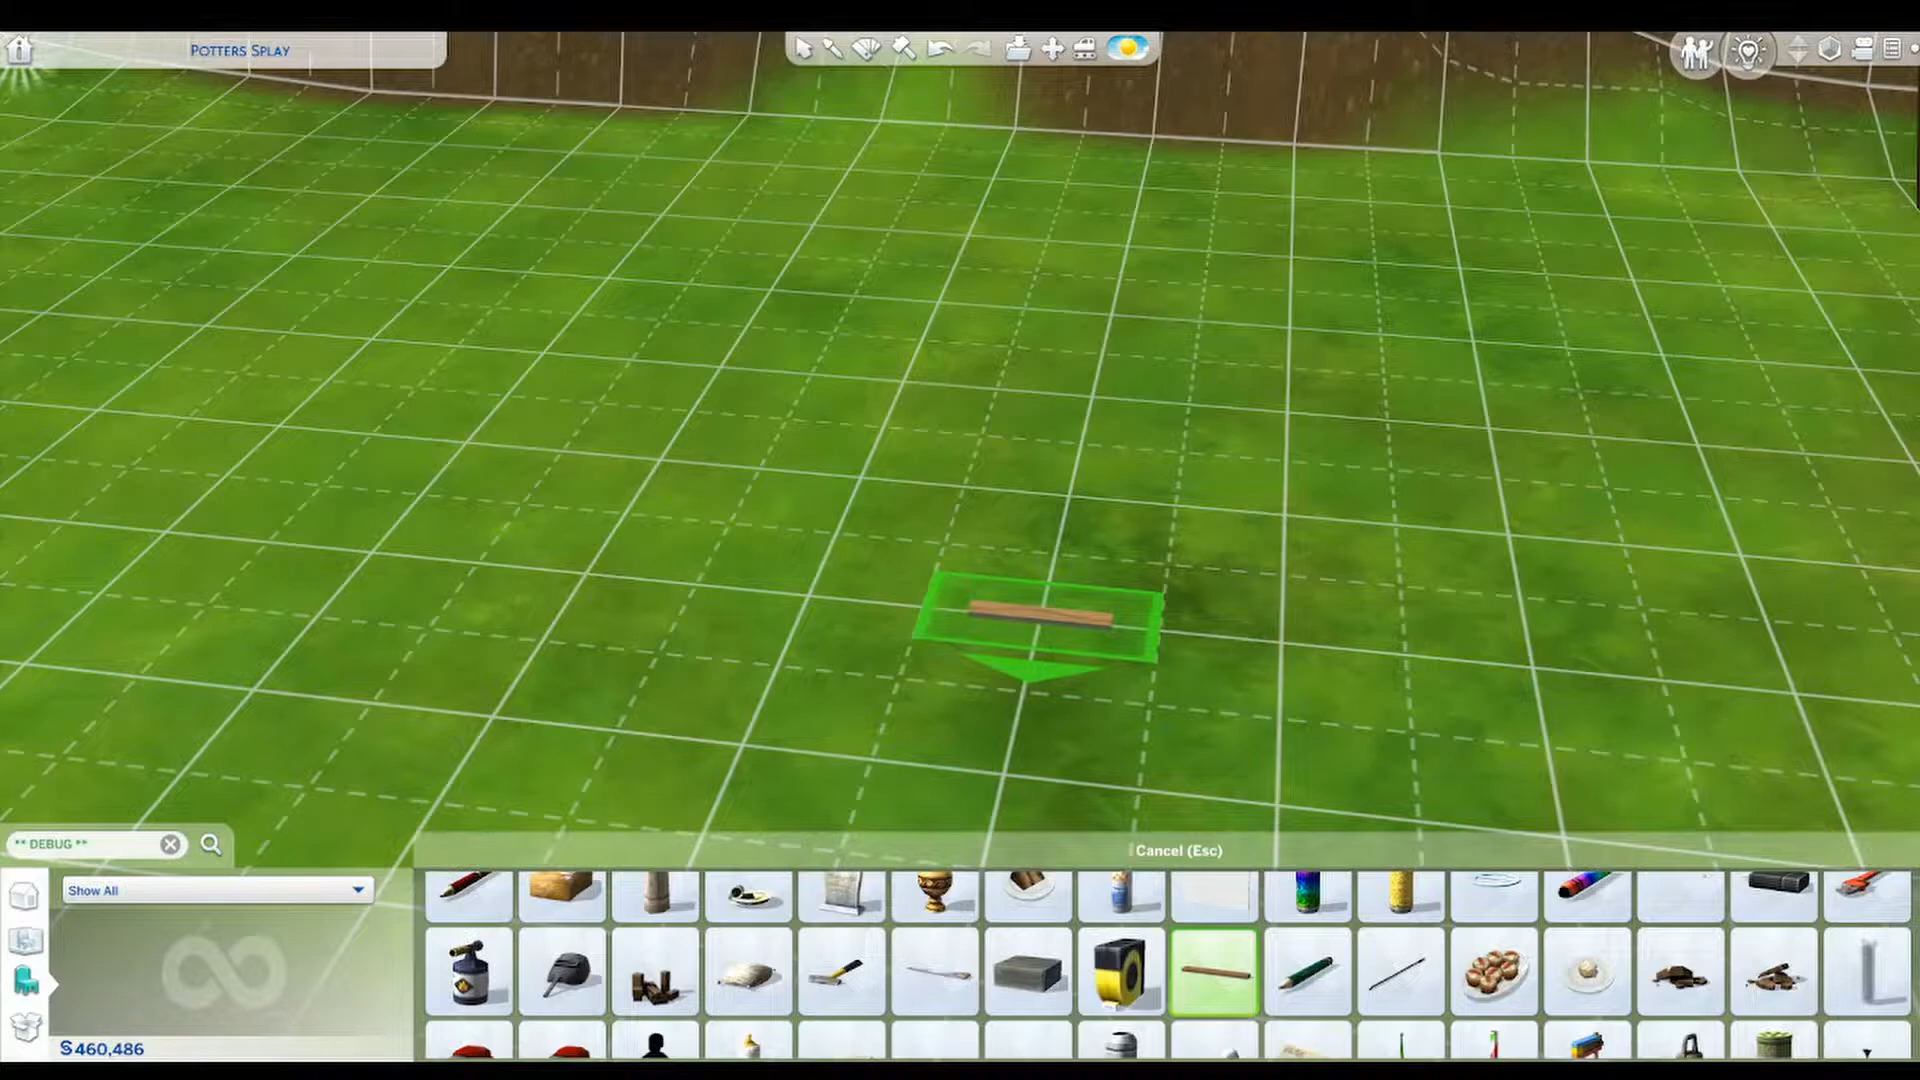 POTTERS SPLAY
** DEBUG **
Cancel (Esc)
Show All
§460,486